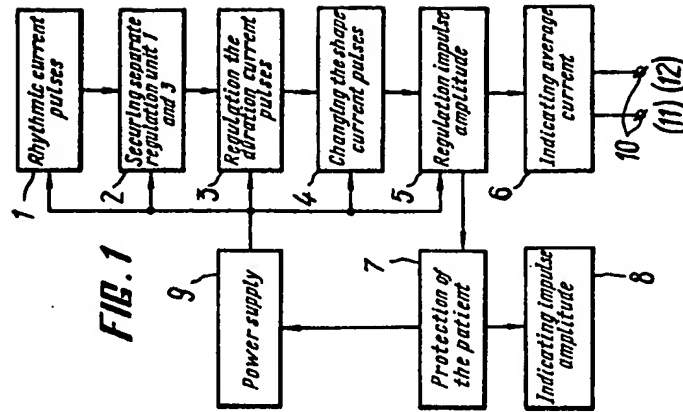 Rhythmic current
pulses
1
Securing separate
regulation unit 1
and 3
2
Regulation the
duration current
pulses
3
Changing the shape
current pulses
4
Regulation impulse
amplitude
5
Indicating average
current
6
10
(11) (12)
FIG. 1
9
Power supply
7
Protection of
the patient
Indicating impulse
amplitude
8